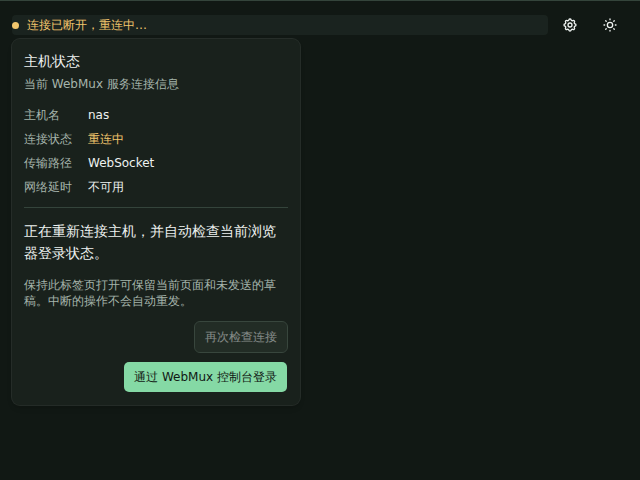 连接已断开，重连中…
主机状态
当前 WebMux 服务连接信息
主机名 nas
连接状态 重连中
传输路径 WebSocket
网络延时 不可用
正在重新连接主机，并自动检查当前浏览
器登录状态。
保持此标签页打开可保留当前页面和未发送的草
稿。中断的操作不会自动重发。
再次检查连接
通过 WebMux 控制台登录